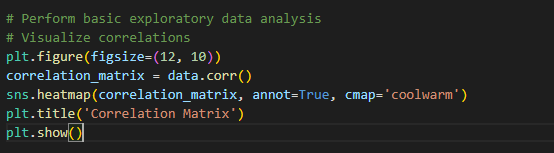 # Perform basic exploratory data analysis
# Visualize correlations
plt.figure(figsize=(12, 10))
correlation_matrix = data.corr()
sns.heatmap(correlation_matrix, annot=True, cmap='coolwarm')
plt.title('Correlation Matrix')
plt.show()